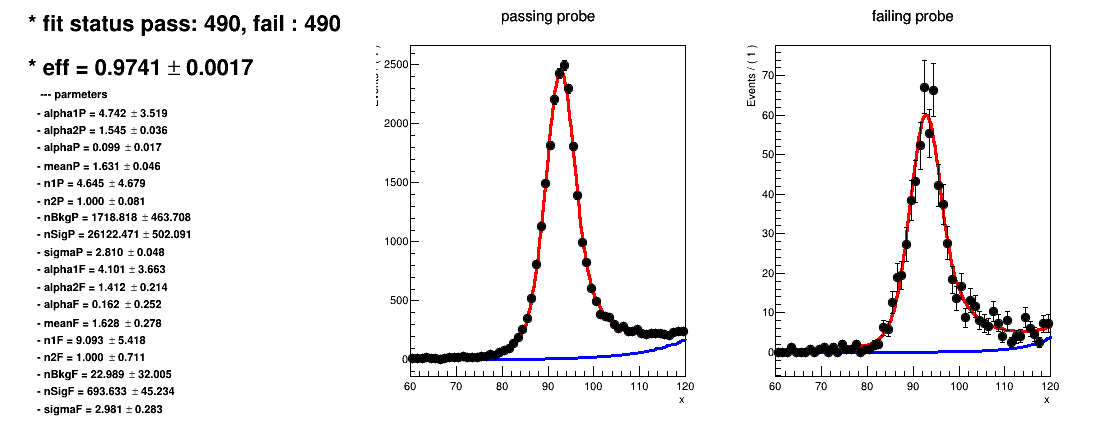 * fit status pass: 490, fail : 490
* eff = 0.9741 ± 0.0017
--- parmeters
- alpha1P = 4.742 ± 3.519
- alpha2P = 1.545 ± 0.036
- alphaP = 0.099 ± 0.017
- meanP = 1.631 ± 0.046
- n1P = 4.645 ± 4.679
- n2P = 1.000 ± 0.081
- nBkgP = 1718.818 ± 463.708
- nSigP = 26122.471 ± 502.091
- sigmaP = 2.810 ± 0.048
- alpha1F = 4.101 ± 3.663
- alpha2F = 1.412 ± 0.214
- alphaF = 0.162 ± 0.252
- meanF = 1.628 ± 0.278
- n1F = 9.093 ± 5.418
- n2F = 1.000 ± 0.711
- nBkgF = 22.989 ± 32.005
- nSigF = 693.633 ± 45.234
- sigmaF = 2.981 ± 0.283
passing probe
2500
2000
1500
1000
500
0
60 70 80 90 100 110 120
x
failing probe
Events / ( 1 )
70
60
50
40
30
20
10
0
60 70 80 90 100 110 120
x